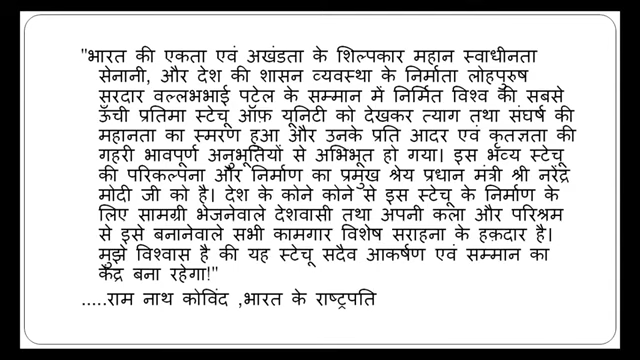 "भारत की एकता एवं अखंडता के शिल्पकार महान स्वाधीनता
सेनानी, और देश की शासन व्यवस्था के निर्माता लोहपुरुष
सरदार वल्लभभाई पटेल के सम्मान में निर्मित विश्व की सबसे
ऊँची प्रतिमा स्टेचू ऑफ़ यूनिटी को देखकर त्याग तथा संघर्ष की
महानता का स्मरण हुआ और उनके प्रति आदर एवं कृतज्ञता की
गहरी भावपूर्ण अनुभूतियों से अभिभूत हो गया। इस भव्य स्टेचू
की परिकल्पना और निर्माण का प्रमुख श्रेय प्रधान मंत्री श्री नरेंद्र
मोदी जी को है। देश के कोने कोने से इस स्टेचू के निर्माण के
लिए सामग्री भेजनेवाले देशवासी तथा अपनी कला और परिश्रम
से इसे बनानेवाले सभी कामगार विशेष सराहना के हक़दार है।
मुझे विश्वास है की यह स्टेचू सदैव आकर्षण एवं सम्मान का
केंद्र बना रहेगा!"
.....राम नाथ कोविंद ,भारत के राष्ट्रपति